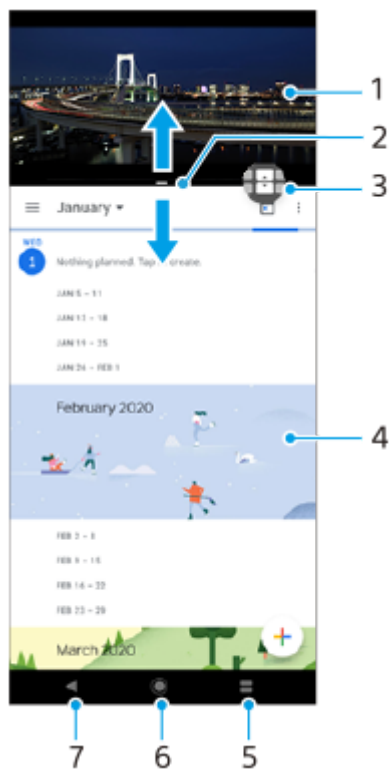 1
2
3
January
WED
1
Nothing planned. Tap to create.
JAN 5 – 11
JAN 12 – 18
JAN 19 – 25
JAN 26 – FEB 1
February 2020
4
FEB 2 – 8
FEB 9 – 15
FEB 16 – 22
FEB 23 – 29
March 2020
7
6
5